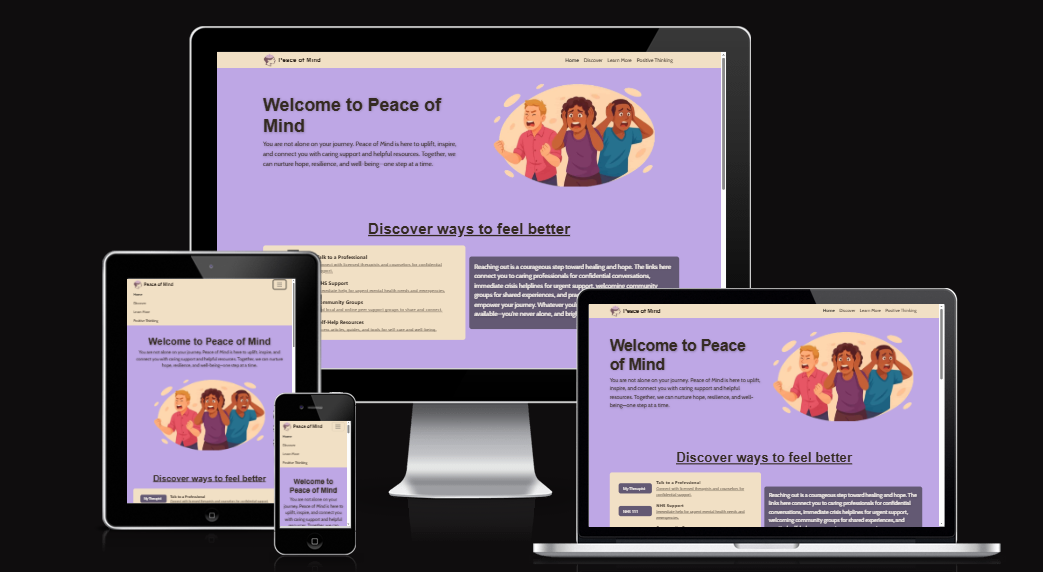 Peace of Mind
Home Discover Learn More Positive Thinking
Welcome to Peace of
Mind
You are not alone on your journey. Peace of Mind is here to uplift, inspire,
and connect you with caring support and helpful resources. Together, we
can nurture hope, resilience, and well-being—one step at a time.
Discover ways to feel better
Talk to a Professional
Connect with licensed therapists and counselors for confidential
support.
NHS Support
Immediate help for urgent mental health needs and emergencies.
Community Groups
local and online peer support groups to share and connect.
Self-Help Resources
articles, guides, and tools for self-care and well-being.
Reaching out is a courageous step toward healing and hope. The links here
connect you to caring professionals for confidential conversations,
immediate crisis helplines for urgent support, welcoming community
groups for shared experiences, and
empower your journey. Whatever
available—you're never alone, and
Peace of Mind
Home
Discover
Learn More
Positive Thinking
Welcome to Peace of Mind
You are not alone on your journey. Peace of Mind is here to uplift, inspire, and
connect you with caring support and helpful resources. Together, we can nurture
hope, resilience, and well-being—one step at a time.
Discover ways to feel better
My Therapist
Talk to a Professional
Connect with licensed therapists and counselors for confidential support.
Peace of Mind
Home
Discover
Learn More
Positive Thinking
Welcome to
Peace of Mind
You are not alone on your
journey. Peace of Mind is here
to uplift, inspire, and connect
you with caring support and
helpful resources. Together, we
can nurture hope, resilience,
Peace of Mind
Home Discover Learn More Positive Thinking
Welcome to Peace
of Mind
You are not alone on your journey. Peace of Mind is here to uplift,
inspire, and connect you with caring support and helpful
resources. Together, we can nurture hope, resilience, and well-
being—one step at a time.
Discover ways to feel better
My Therapist
Talk to a Professional
Connect with licensed therapists and counselors for
confidential support.
NHS 111
NHS Support
Immediate help for urgent mental health needs and
emergencies.
Reaching out is a courageous step toward healing and hope. The
links here connect you to caring professionals for confidential
conversations, immediate crisis helplines for urgent support,
welcoming community groups for shared experiences, and